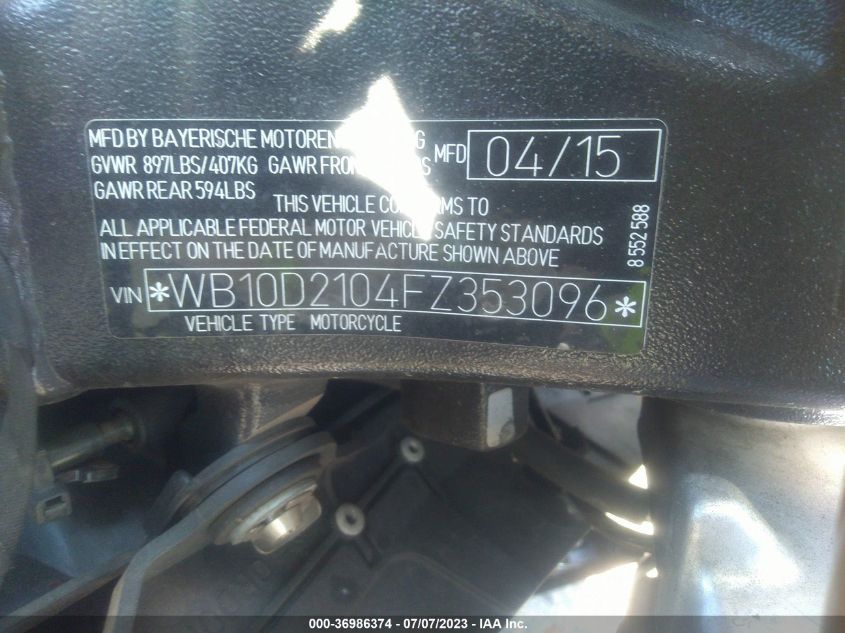 MFD BY BAYERISCHE MOTOREN G
GVWR 897LBS/407KG GAWR FRON S
GAWR REAR 594LBS
MFD 04/15
THIS VEHICLE CO MS TO
ALL APPLICABLE FEDERAL MOTOR VEHIC SAFETY STANDARDS
IN EFFECT ON THE DATE OF MANUFACTURE SHOWN ABOVE
VIN *WB10D2104FZ353096*
VEHICLE TYPE MOTORCYCLE
8 552 588
000-36986374 - 07/07/2023 - IAA Inc.